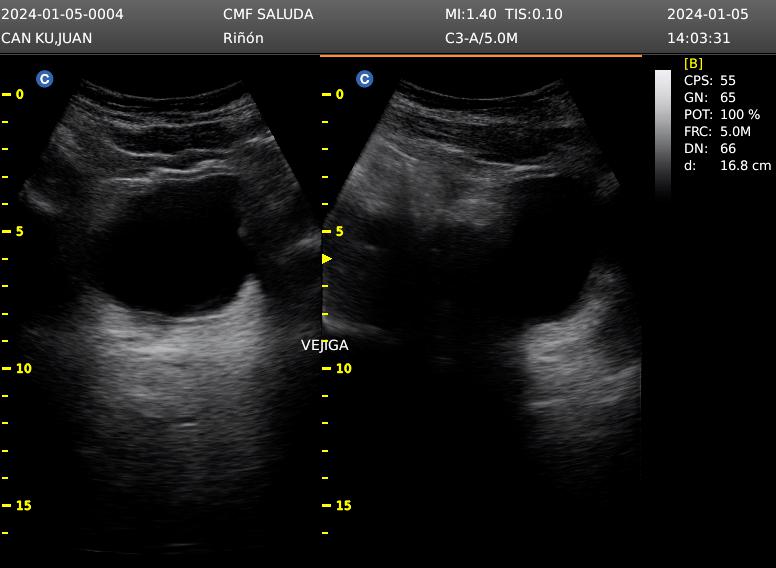 2024-01-05-0004 CMF SALUDA MI:1.40 TIS:0.10 2024-01-05
CAN KU,JUAN Riñón C3-A/5.0M 14:03:31
[B]
CPS: 55
GN: 65
POT: 100 %
FRC: 5.0M
DN: 66
d: 16.8 cm
C C
0 0
5 5
VEJIGA
10 10
15 15